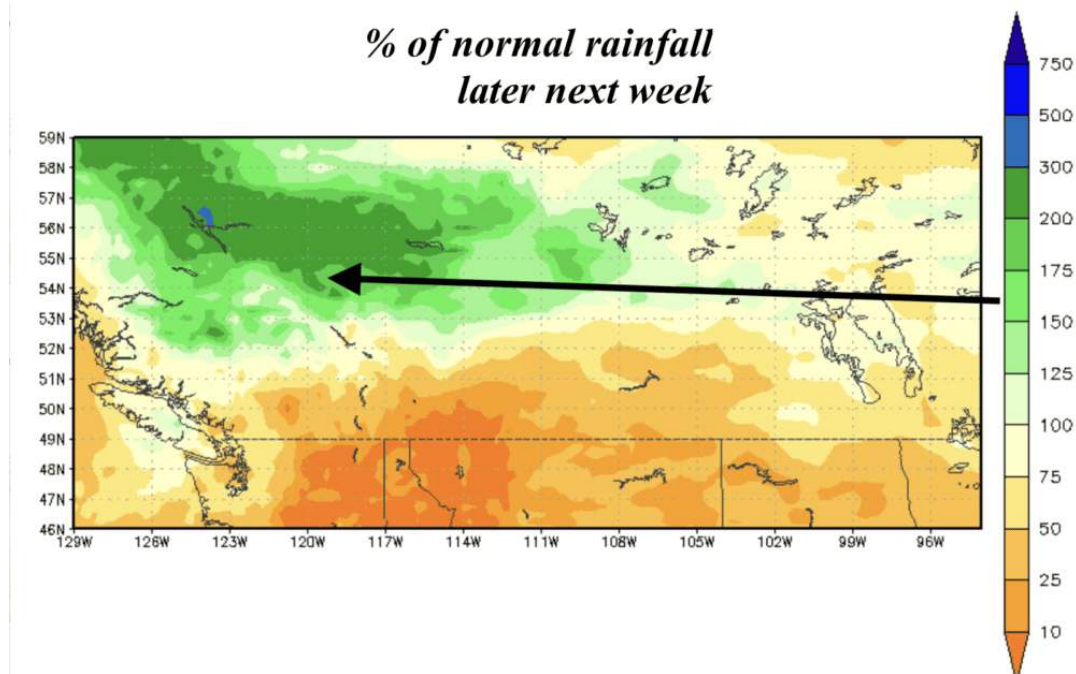 % of normal rainfall
later next week
750
500
300
200
175
150
125
100
75
50
25
10
59N
58N
57N
56N
55N
54N
53N
52N
51N
50N
49N
48N
47N
46N
129W 126W 123W 120W 117W 114W 111W 108W 105W 102W 99W 96W